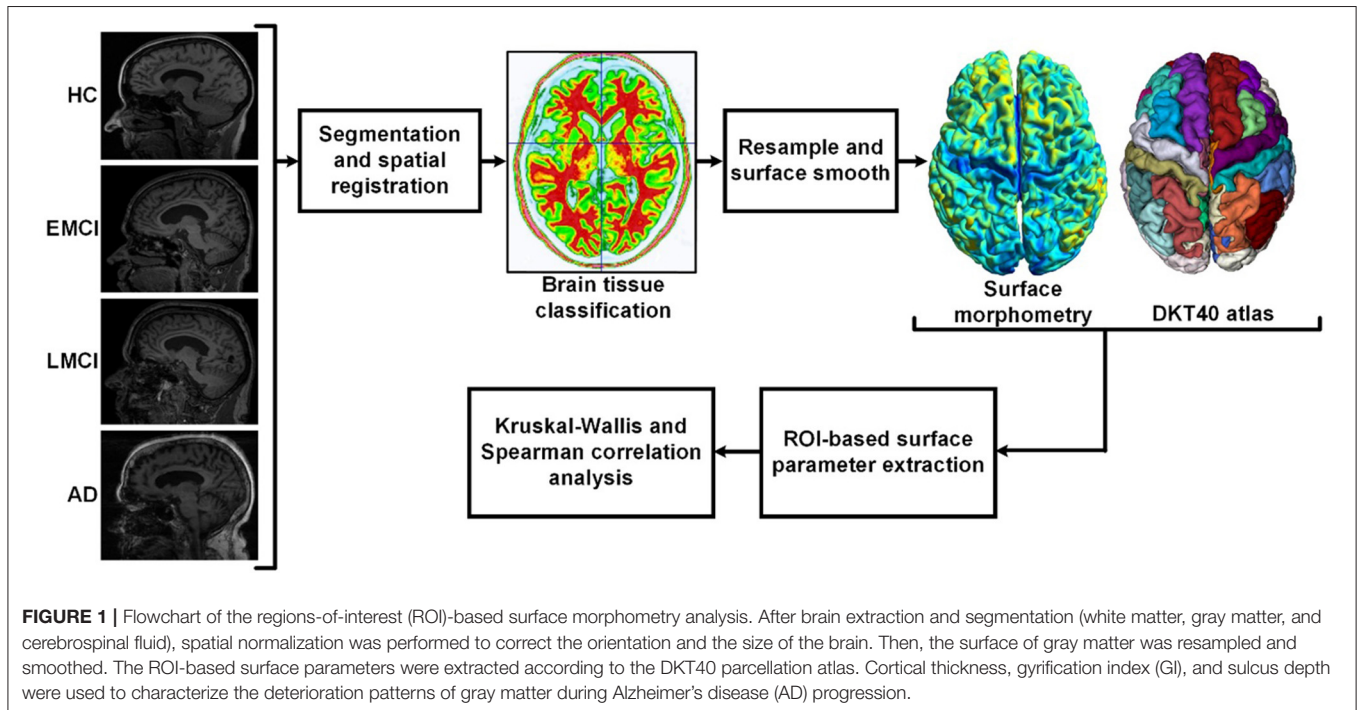 HC
EMCI
LMCI
AD
Segmentation
and spatial
registration
Brain tissue
classification
Resample and
surface smooth
Surface
morphometry
DKT40 atlas
ROI-based surface
parameter extraction
Kruskal-Wallis and
Spearman correlation
analysis
FIGURE 1 | Flowchart of the regions-of-interest (ROI)-based surface morphometry analysis. After brain extraction and segmentation (white matter, gray matter, and
cerebrospinal fluid), spatial normalization was performed to correct the orientation and the size of the brain. Then, the surface of gray matter was resampled and
smoothed. The ROI-based surface parameters were extracted according to the DKT40 parcellation atlas. Cortical thickness, gyrification index (GI), and sulcus depth
were used to characterize the deterioration patterns of gray matter during Alzheimer's disease (AD) progression.